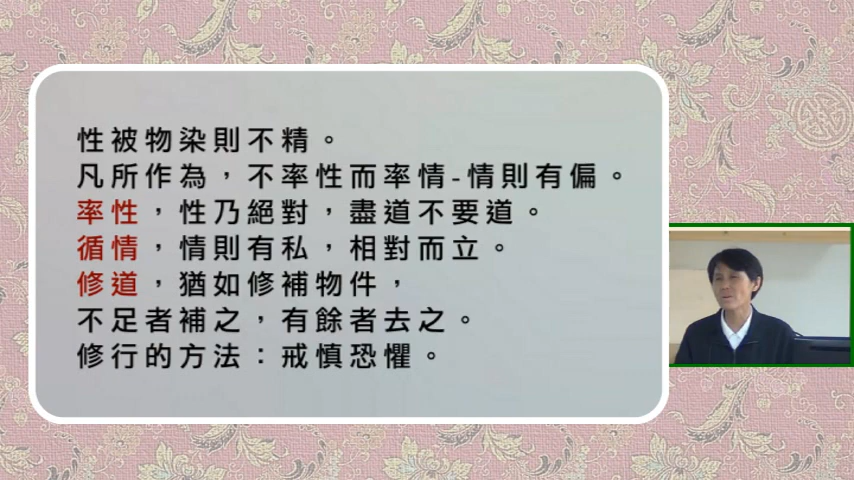 性被物染則不精。
凡所作為，不率性而率情-情則有偏。
率性，性乃絕對，盡道不要道。
循情，情則有私，相對而立。
修道，猶如修補物件，
不足者補之，有餘者去之。
修行的方法：戒慎恐懼。